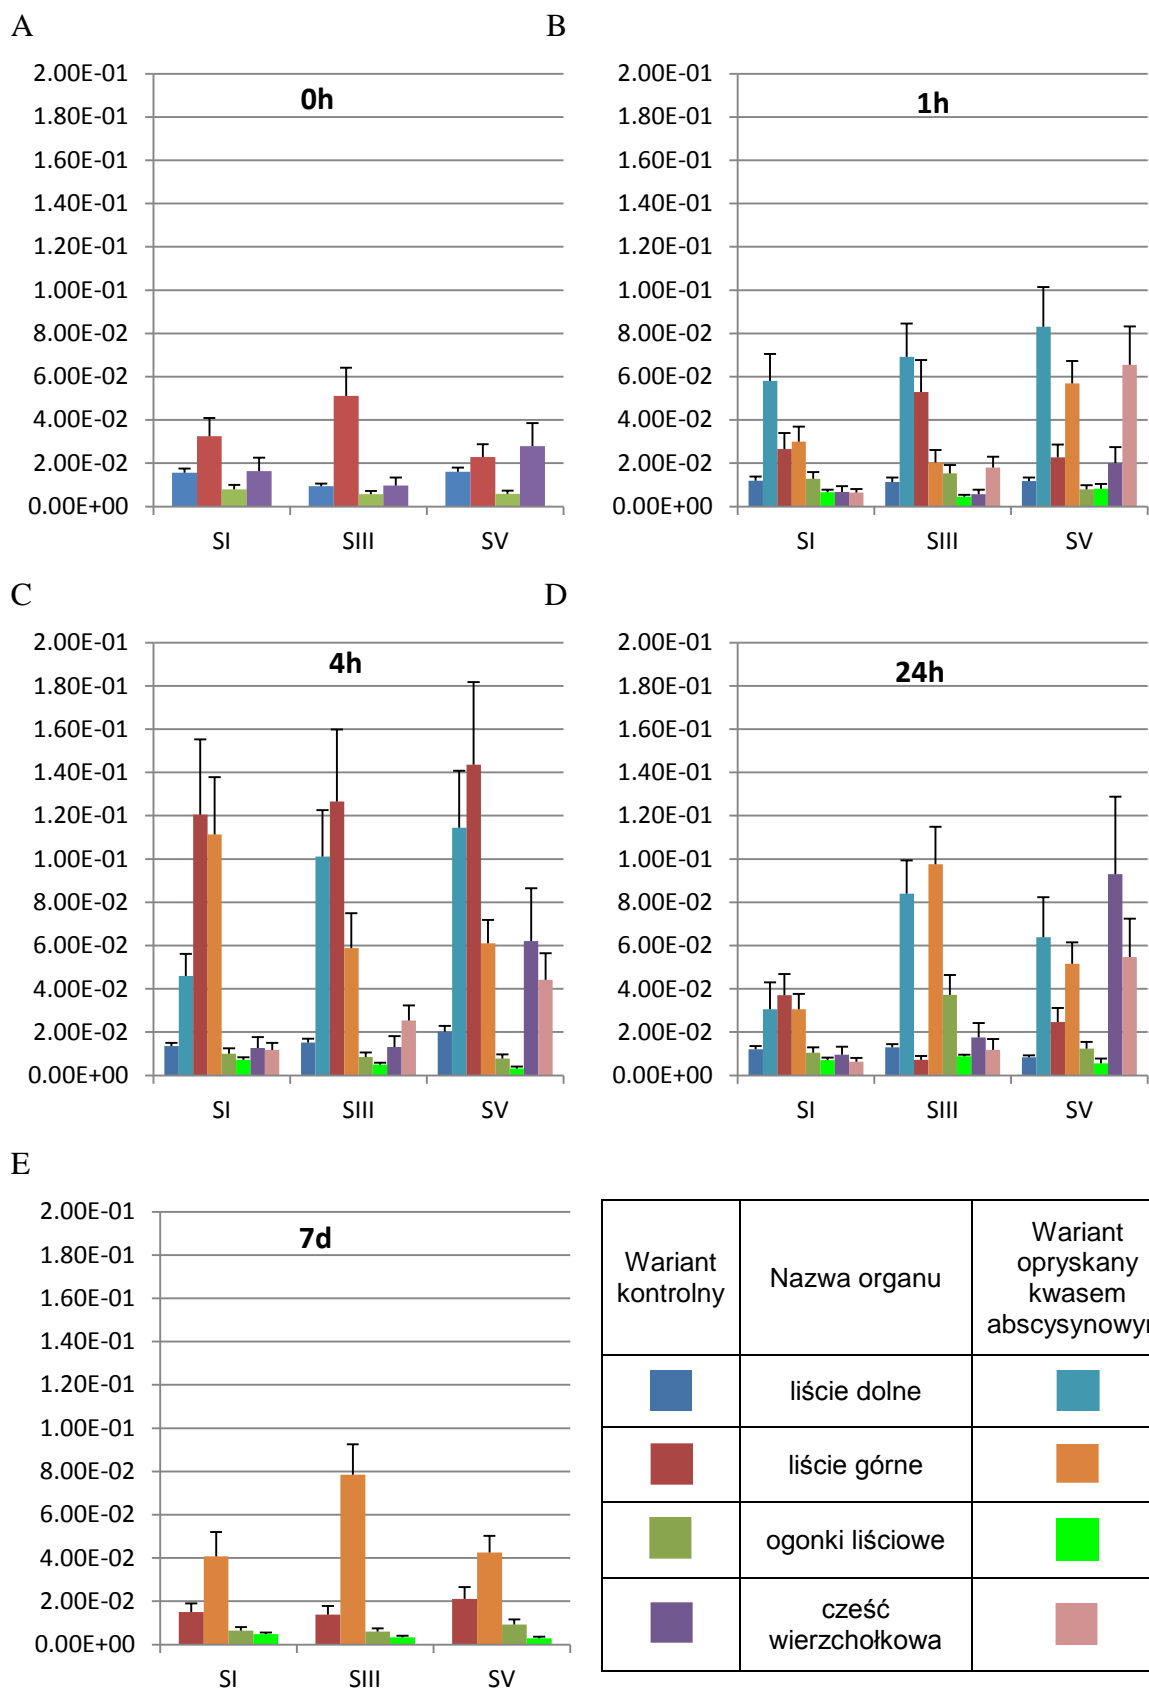 A
2.00E-01
1.80E-01
1.60E-01
1.40E-01
1.20E-01
1.00E-01
8.00E-02
6.00E-02
4.00E-02
2.00E-02
0.00E+00
0h
SI SIII SV
B
2.00E-01
1.80E-01
1.60E-01
1.40E-01
1.20E-01
1.00E-01
8.00E-02
6.00E-02
4.00E-02
2.00E-02
0.00E+00
1h
SI SIII SV
C
2.00E-01
1.80E-01
1.60E-01
1.40E-01
1.20E-01
1.00E-01
8.00E-02
6.00E-02
4.00E-02
2.00E-02
0.00E+00
4h
SI SIII SV
D
2.00E-01
1.80E-01
1.60E-01
1.40E-01
1.20E-01
1.00E-01
8.00E-02
6.00E-02
4.00E-02
2.00E-02
0.00E+00
24h
SI SIII SV
E
2.00E-01
1.80E-01
1.60E-01
1.40E-01
1.20E-01
1.00E-01
8.00E-02
6.00E-02
4.00E-02
2.00E-02
0.00E+00
7d
SI SIII SV
Wariant
kontrolny
Nazwa organu
Wariant
opryskany
kwasem
liście dolne
liście górne
ogonki liściowe
cześć
wierzchołkowa